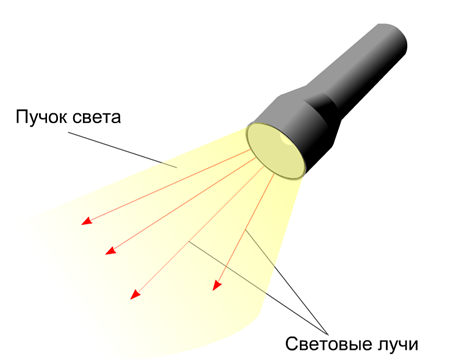 Пучок света
Световые лучи